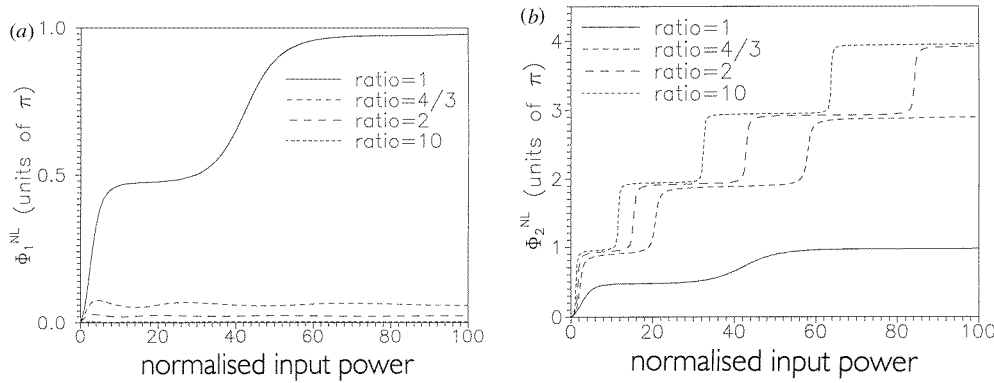 (a)
1.0
0.5
0.0
Φ₁ᴺᴸ (units of π)
ratio=1
ratio=4/3
ratio=2
ratio=10
0 20 40 60 80 100
normalised input power
(b)
4
3
2
1
0
Φ₂ᴺᴸ (units of π)
ratio=1
ratio=4/3
ratio=2
ratio=10
0 20 40 60 80 100
normalised input power